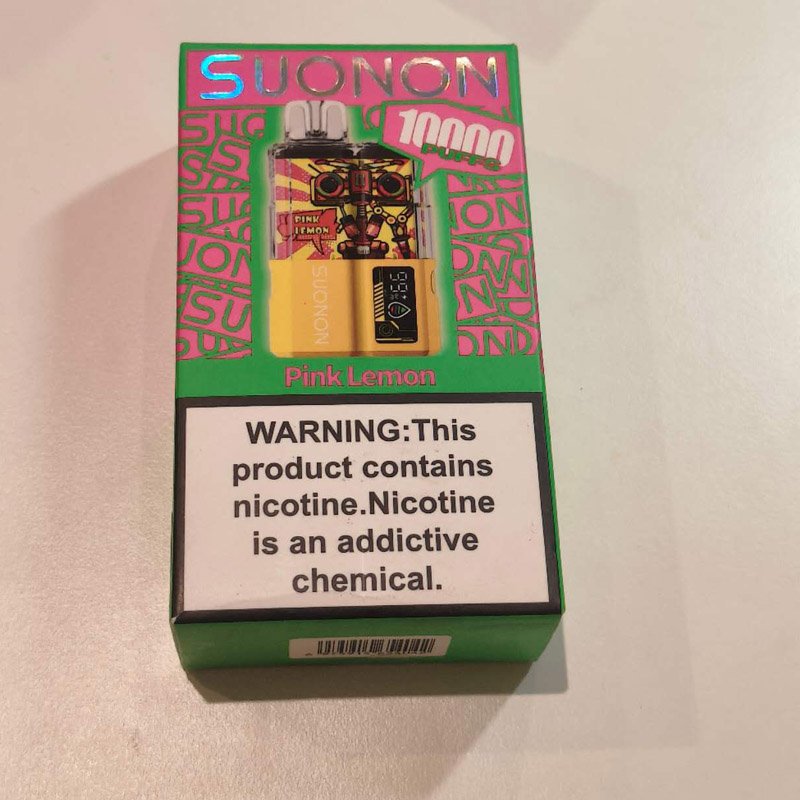 SUONON
10000
PUFFS
PINK
LEMON
SUONON
Pink Lemon
WARNING:This
product contains
nicotine.Nicotine
is an addictive
chemical.